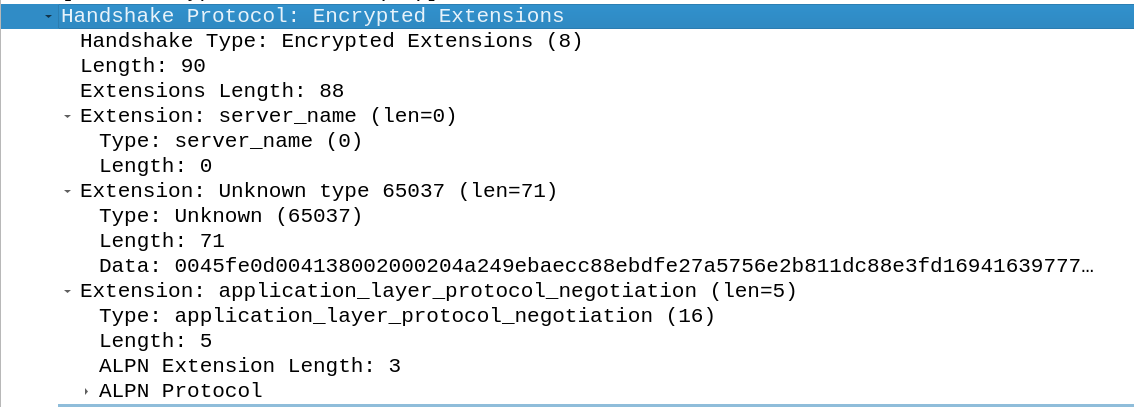 Handshake Protocol: Encrypted Extensions
Handshake Type: Encrypted Extensions (8)
Length: 90
Extensions Length: 88
Extension: server_name (len=0)
Type: server_name (0)
Length: 0
Extension: Unknown type 65037 (len=71)
Type: Unknown (65037)
Length: 71
Data: 0045fe0d004138002000204a249ebaecc88ebdfe27a5756e2b811dc88e3fd16941639777…
Extension: application_layer_protocol_negotiation (len=5)
Type: application_layer_protocol_negotiation (16)
Length: 5
ALPN Extension Length: 3
ALPN Protocol